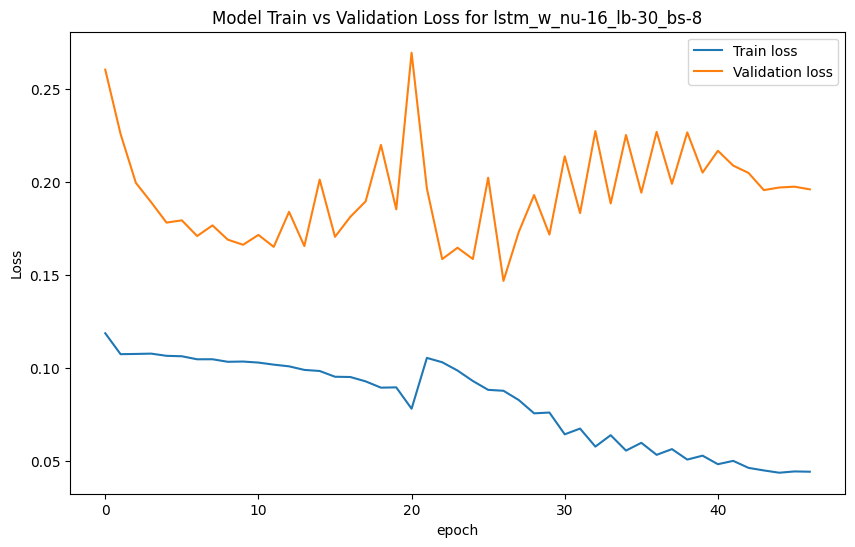 Model Train vs Validation Loss for lstm_w_nu-16_lb-30_bs-8
Train loss
Validation loss
0.25
0.20
0.15
0.10
0.05
Loss
0
10
20
30
40
epoch